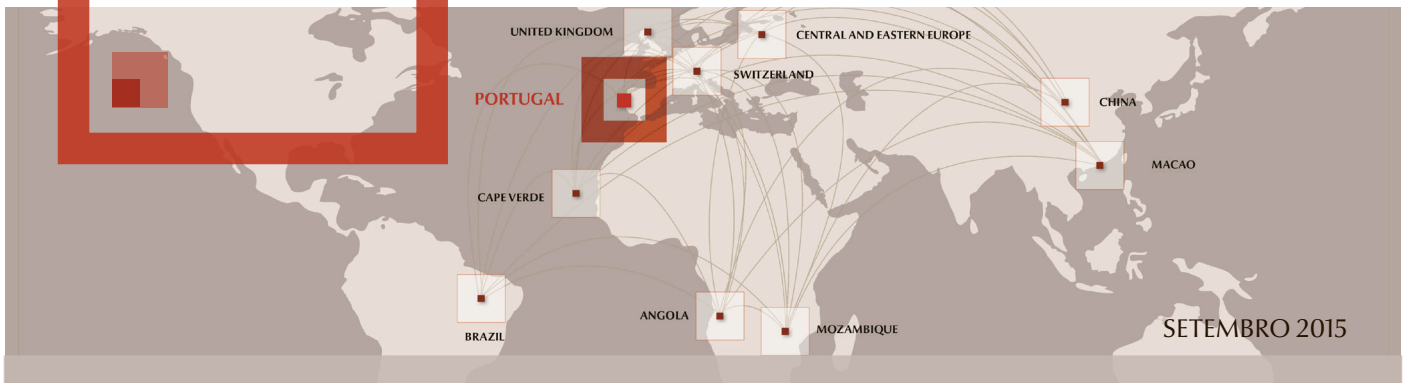 UNITED KINGDOM
CENTRAL AND EASTERN EUROPE
SWITZERLAND
PORTUGAL
CHINA
MACAO
CAPE VERDE
ANGOLA
MOZAMBIQUE
SETEMBRO 2015
BRAZIL